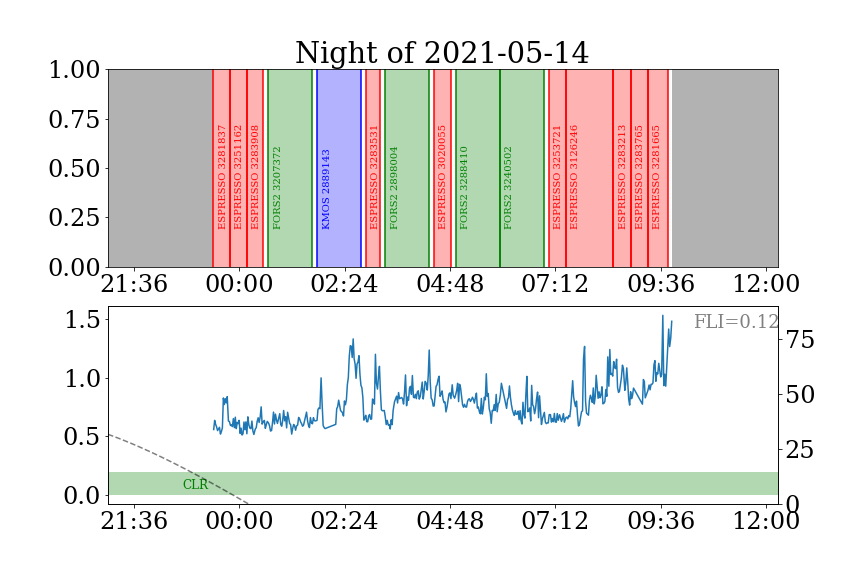 Night of 2021-05-14
1.00
0.75
0.50
0.25
0.00
ESPRESSO 3281837
ESPRESSO 3251162
ESPRESSO 3283908
FORS2 3207372
KMOS 2889143
ESPRESSO 3283531
FORS2 2898004
ESPRESSO 3020055
FORS2 3288410
FORS2 3240502
ESPRESSO 3253721
ESPRESSO 3126246
ESPRESSO 3283213
ESPRESSO 3283765
ESPRESSO 3281665
21:36 00:00 02:24 04:48 07:12 09:36 12:00
1.5
1.0
0.5
0.0
FLI=0.12
75
50
25
0
CLR
21:36 00:00 02:24 04:48 07:12 09:36 12:00